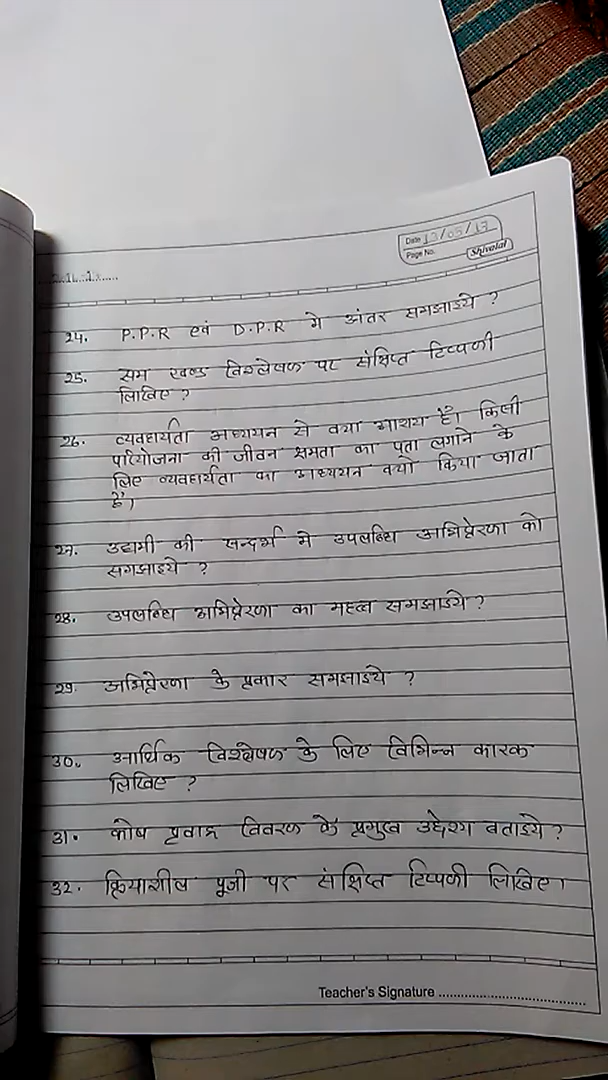 Date 13/05/17
Page No.
Shivalal
24. P.P.R एवं D.P.R मे अंतर समझाइये ?
25. सम खण्ड विश्लेषण पर संक्षिप्त टिप्पणी
लिखिए ?
26. व्यवहार्यता अध्ययन से क्या आशय है। किसी
परियोजना की जीवन क्षमता का पता लगाने के
लिए व्यवहार्यता का अध्ययन क्यो किया जाता
है।
27. उद्यमी की सन्दर्भ मे उपलब्धि अभिप्रेरणा को
समझाइये ?
28. उपलब्धि अभिप्रेरणा का महत्व समझाइये ?
29. अभिप्रेरणा के प्रकार समझाइये ?
30. आर्थिक विश्लेषण के लिए विभिन्न कारक
लिखिए ?
31. कोष प्रवाह विवरण के प्रमुख उद्देश्य बताइये ?
32. क्रियाशील पूजी पर संक्षिप्त टिप्पणी लिखिए।
Teacher's Signature